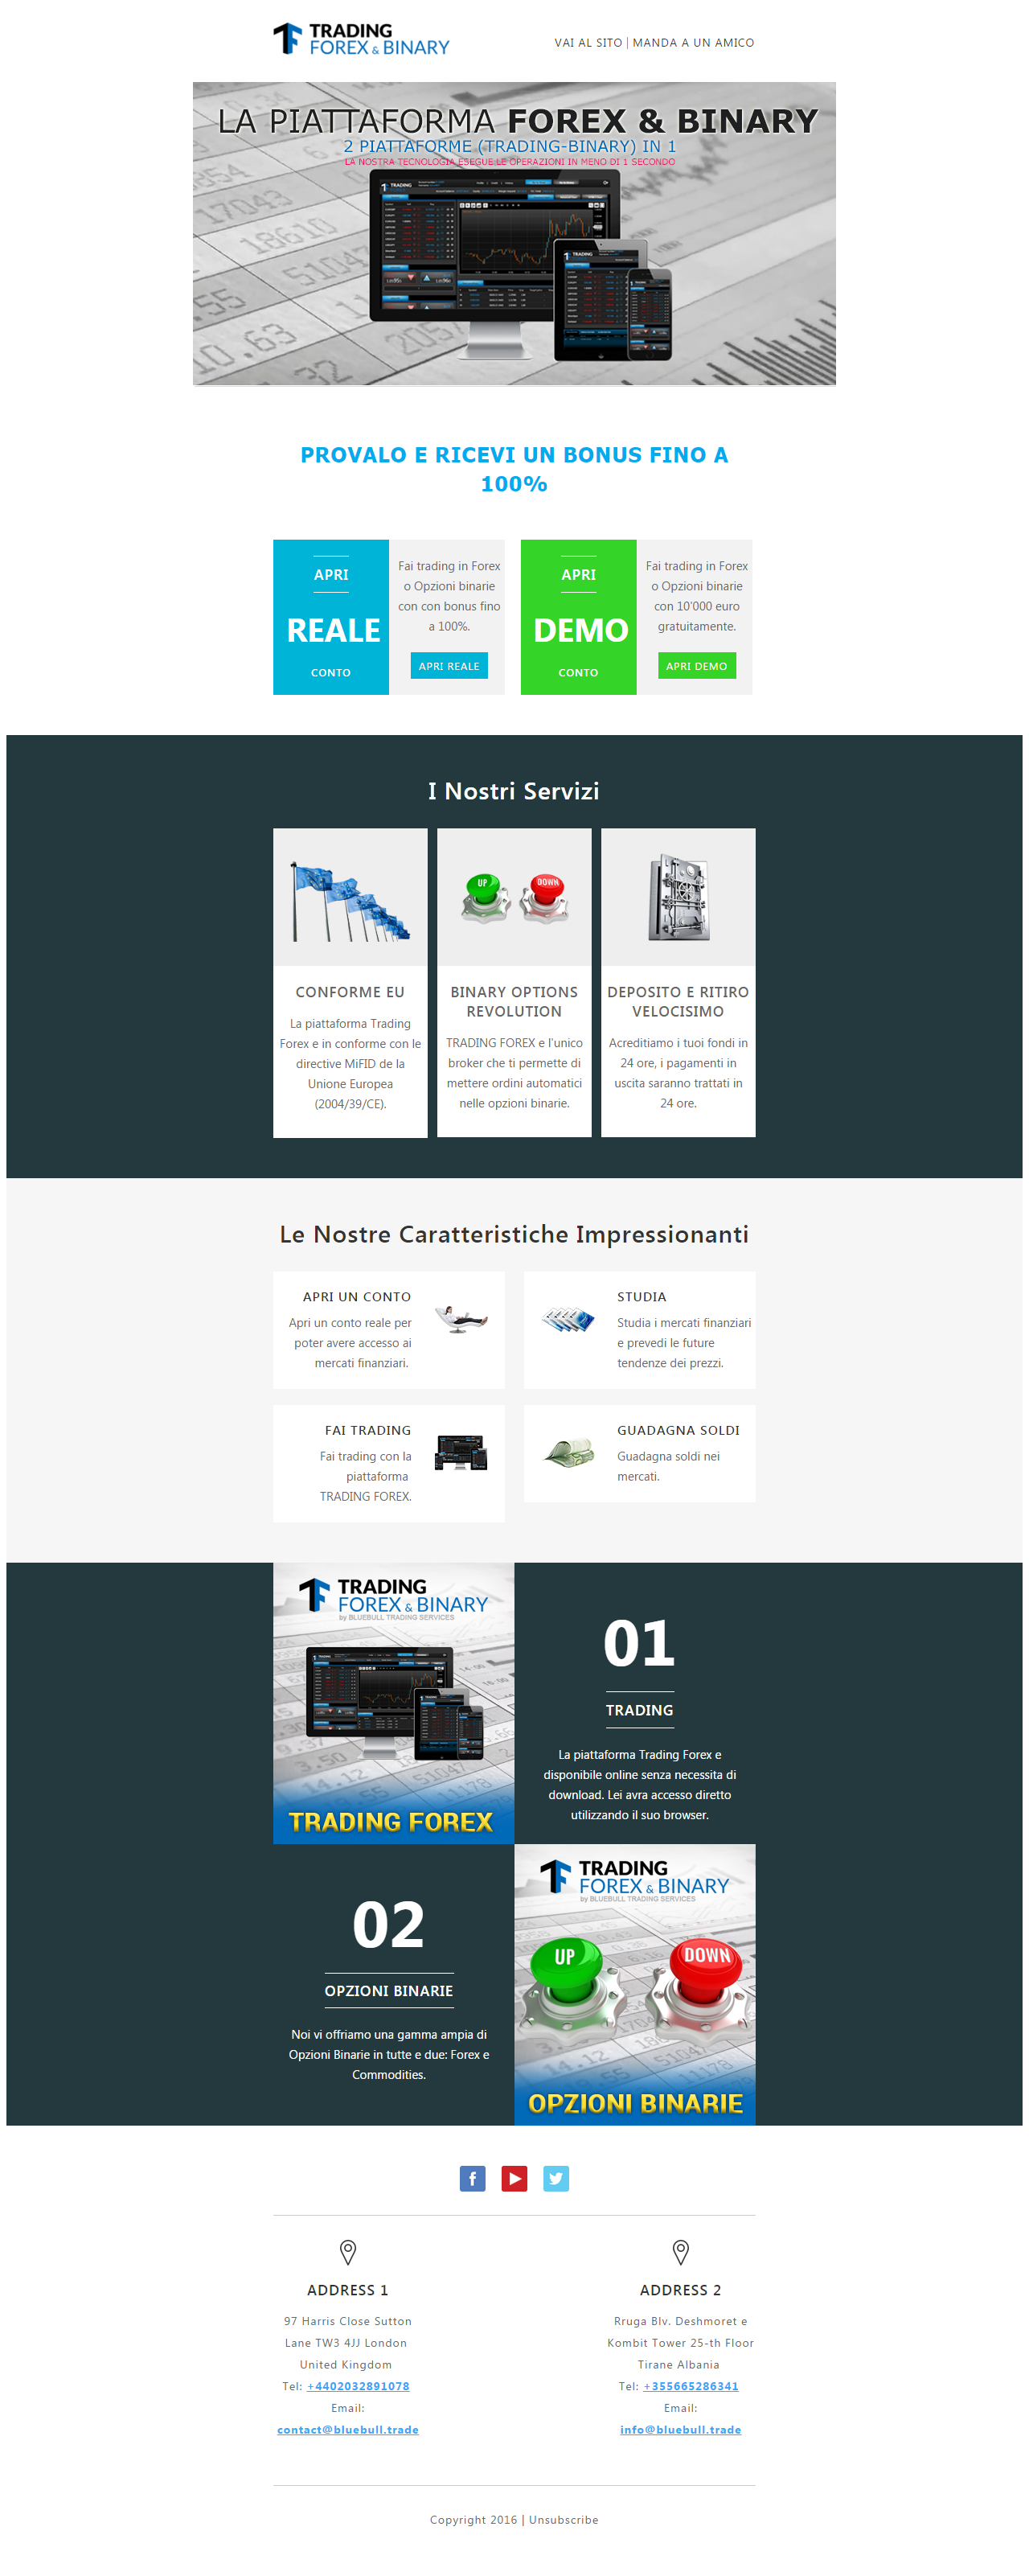 TRADING
FOREX & BINARY
VAI AL SITO | MANDA A UN AMICO
LA PIATTAFORMA FOREX & BINARY
2 PIATTAFORME (TRADING-BINARY) IN 1
LA NOSTRA TECNOLOGIA ESEGUE LE OPERAZIONI IN MENO DI 1 SECONDO
PROVALO E RICEVI UN BONUS FINO A
100%
APRI
REALE
CONTO
Fai trading in Forex
o Opzioni binarie
con con bonus fino
a 100%.
APRI REALE
APRI
DEMO
CONTO
Fai trading in Forex
o Opzioni binarie
con 10'000 euro
gratuitamente.
APRI DEMO
I Nostri Servizi
CONFORME EU
La piattaforma Trading
Forex e in conforme con le
directive MiFID de la
Unione Europea
(2004/39/CE).
UP
DOWN
BINARY OPTIONS
REVOLUTION
TRADING FOREX e l'unico
broker che ti permette di
mettere ordini automatici
nelle opzioni binarie.
DEPOSITO E RITIRO
VELOCISIMO
Acreditiamo i tuoi fondi in
24 ore, i pagamenti in
uscita saranno trattati in
24 ore.
Le Nostre Caratteristiche Impressionanti
APRI UN CONTO
Apri un conto reale per
poter avere accesso ai
mercati finanziari.
STUDIA
Studia i mercati finanziari
e prevedi le future
tendenze dei prezzi.
FAI TRADING
Fai trading con la
piattaforma
TRADING FOREX.
GUADAGNA SOLDI
Guadagna soldi nei
mercati.
TRADING
FOREX & BINARY
by BLUEBULL TRADING SERVICES
TRADING FOREX
01
TRADING
La piattaforma Trading Forex e
disponibile online senza necessita di
download. Lei avra accesso diretto
utilizzando il suo browser.
02
OPZIONI BINARIE
Noi vi offriamo una gamma ampia di
Opzioni Binarie in tutte e due: Forex e
Commodities.
TRADING
FOREX & BINARY
by BLUEBULL TRADING SERVICES
UP
DOWN
OPZIONI BINARIE
ADDRESS 1
97 Harris Close Sutton
Lane TW3 4JJ London
United Kingdom
Tel: +4402032891078
Email:
contact@bluebull.trade
ADDRESS 2
Rruga Blv. Deshmoret e
Kombit Tower 25-th Floor
Tirane Albania
Tel: +355665286341
Email:
info@bluebull.trade
Copyright 2016 | Unsubscribe